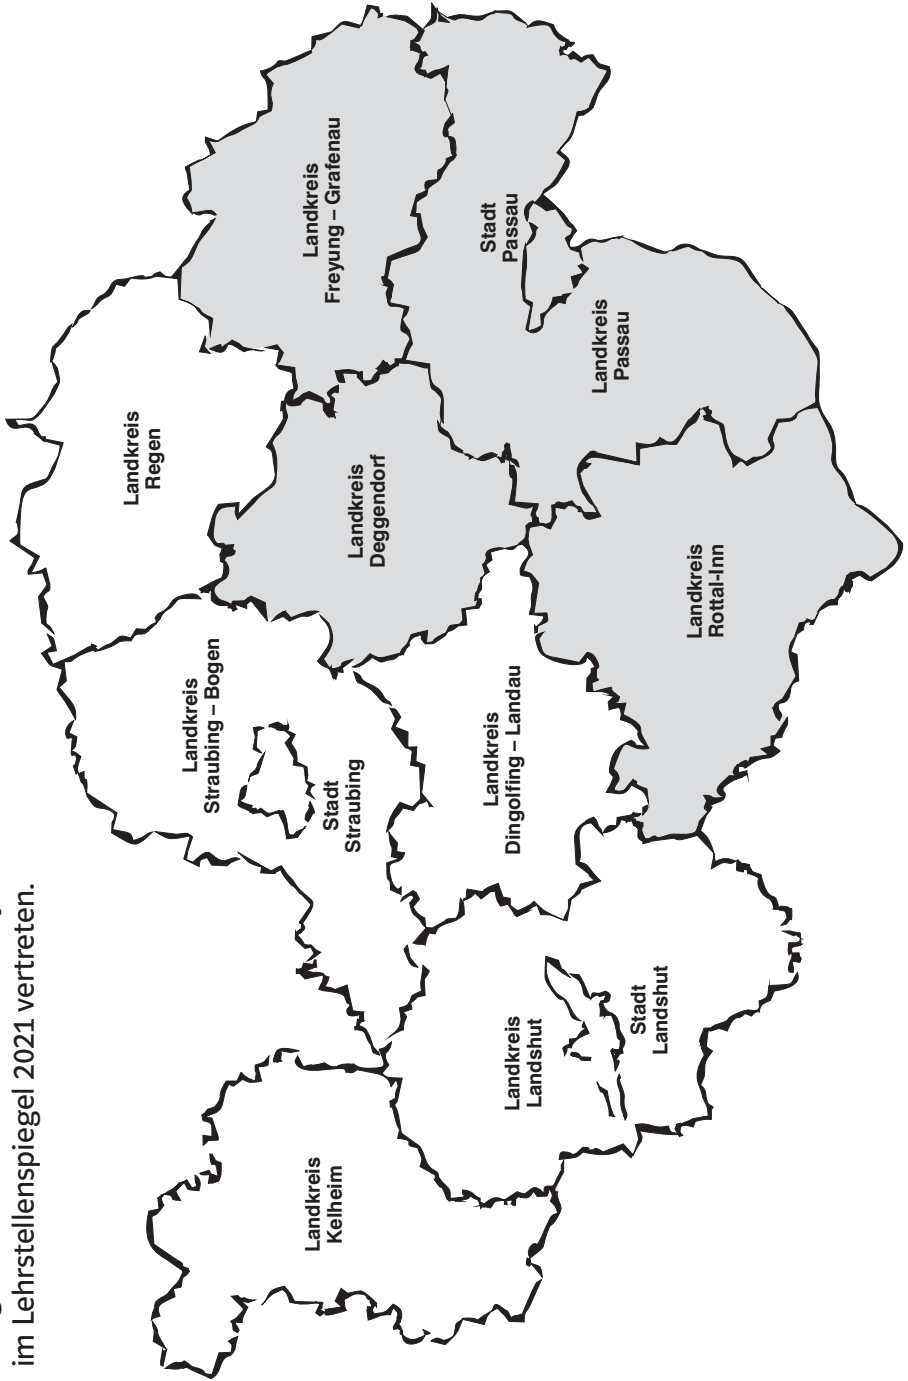 im Lehrstellenspiegel 2021 vertreten.
Landkreis
Kelheim
Landkreis
Landshut
Stadt
Landshut
Landkreis
Straubing – Bogen
Stadt
Straubing
Landkreis
Dingolfing – Landau
Landkreis
Regen
Landkreis
Deggendorf
Landkreis
Rottal-Inn
Landkreis
Freyung – Grafenau
Stadt
Passau
Landkreis
Passau